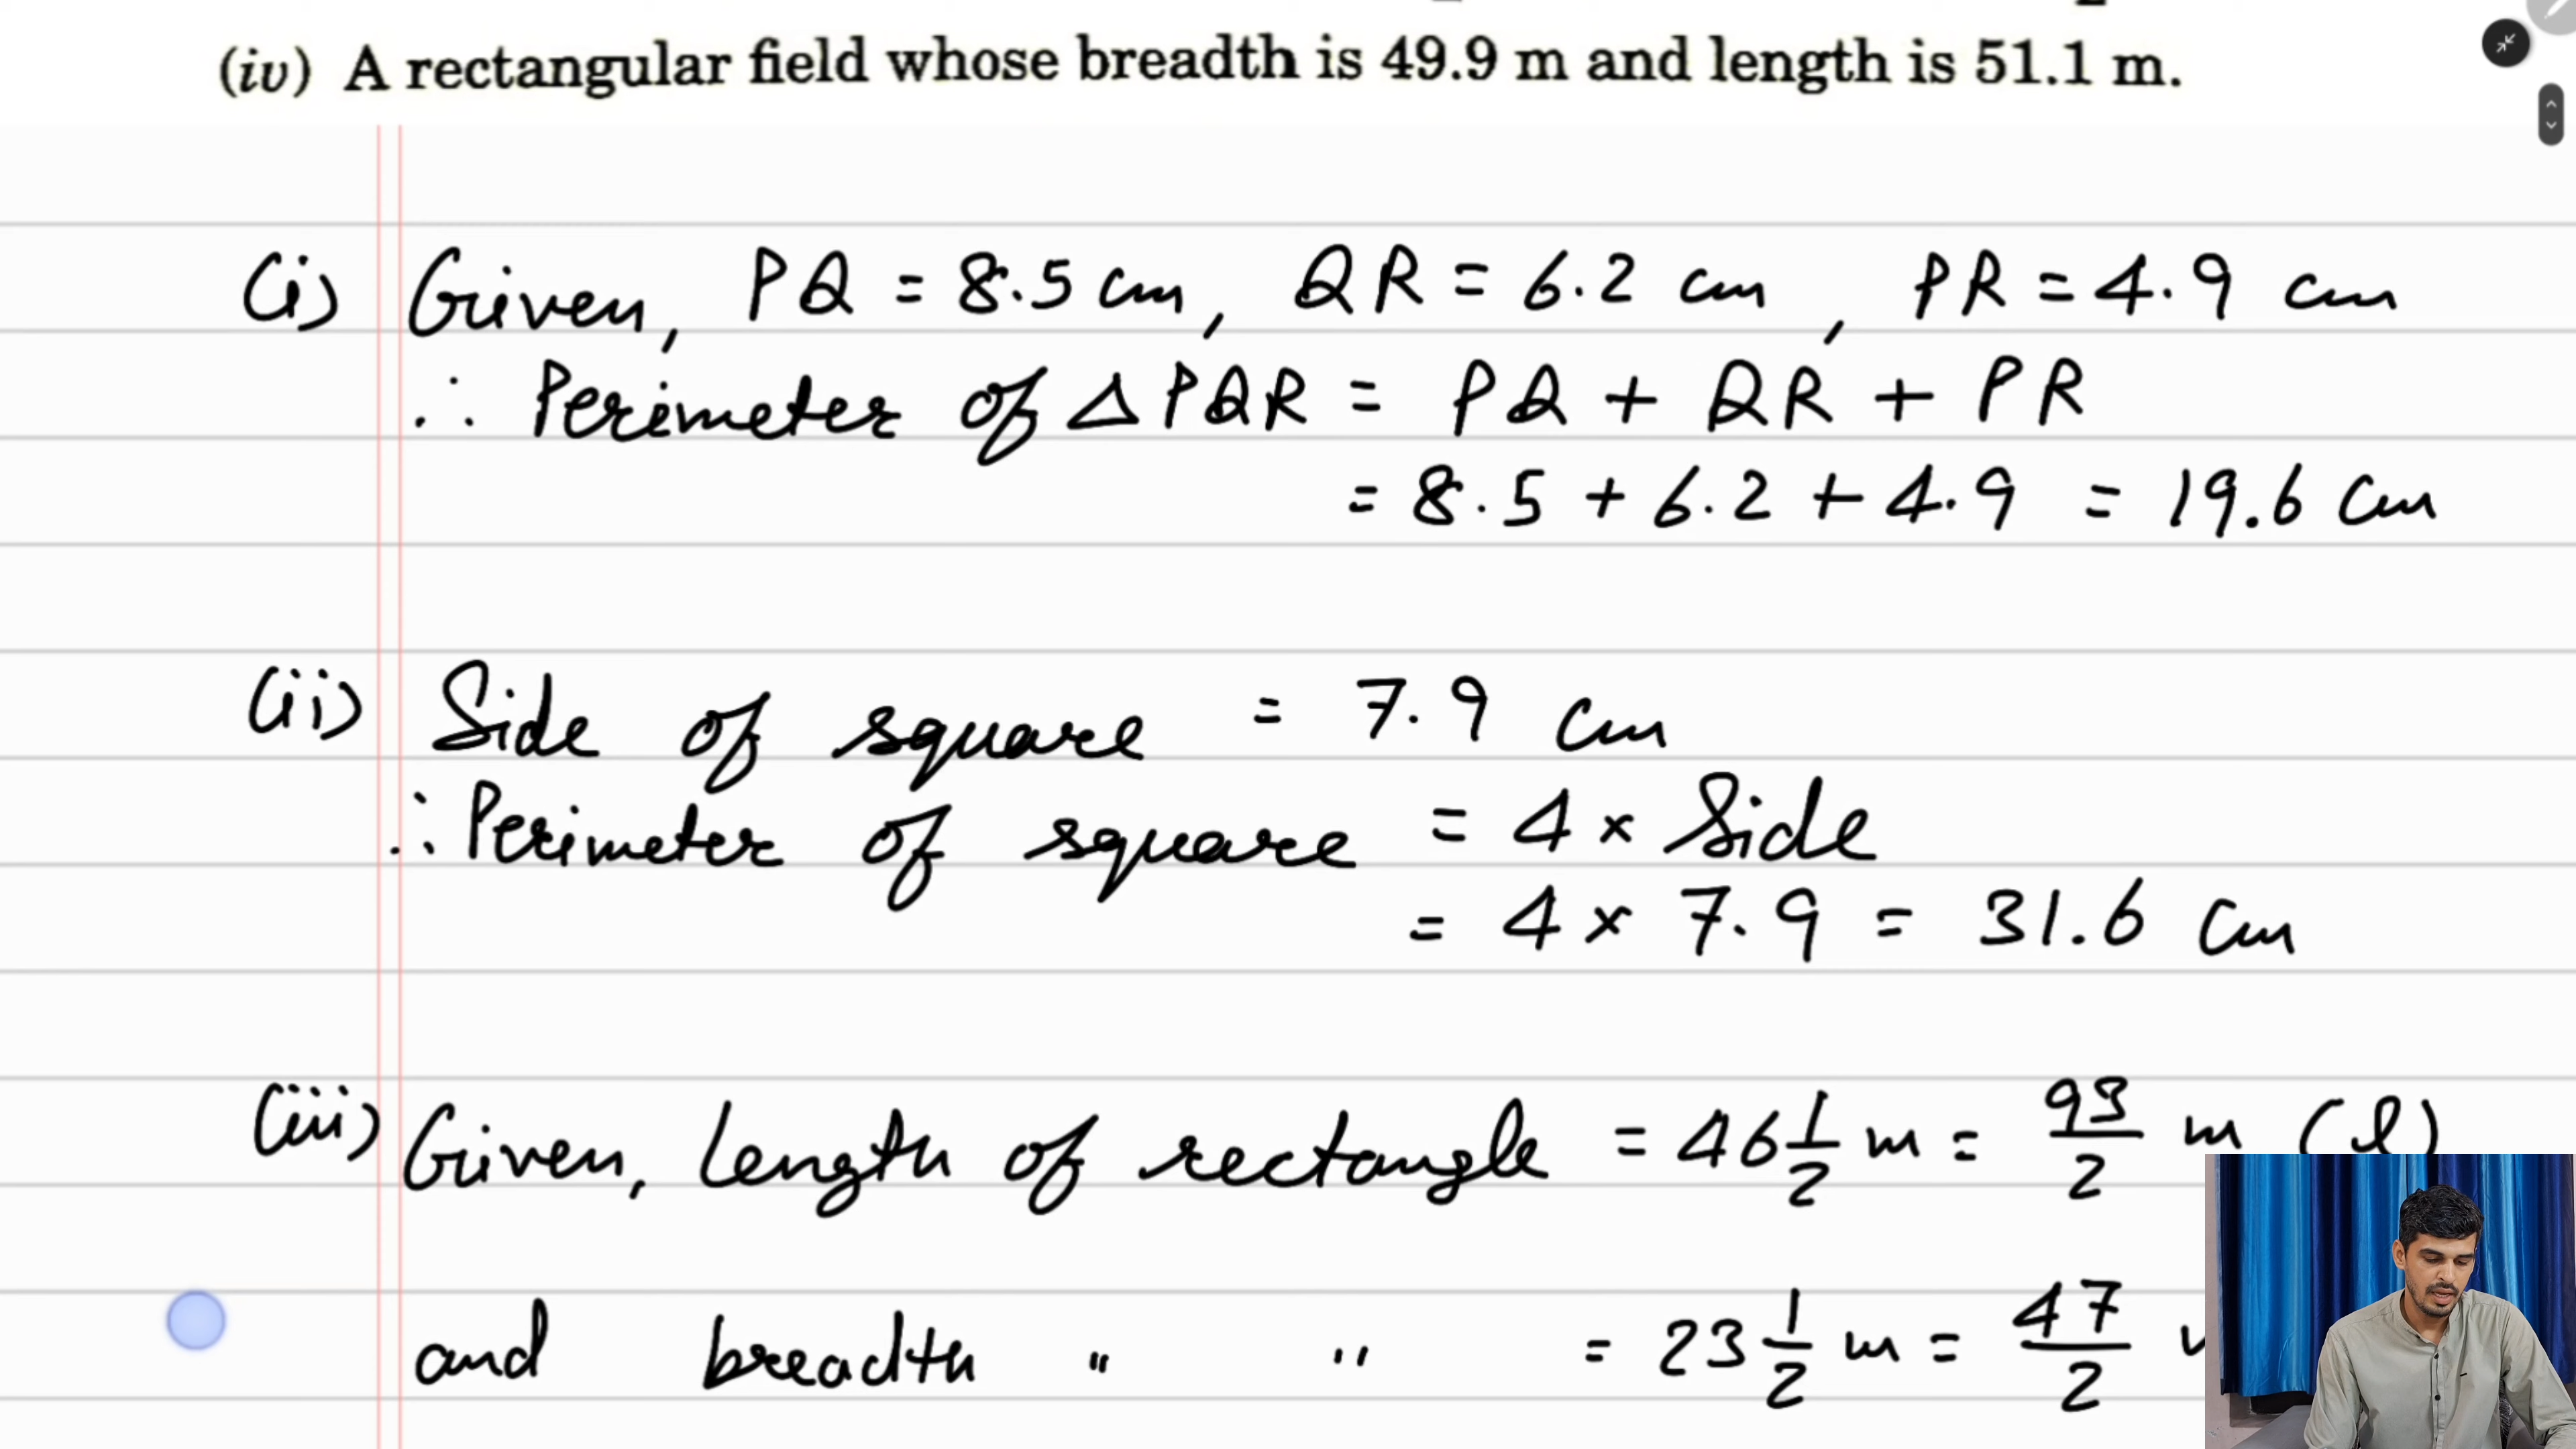 (iv) A rectangular field whose breadth is 49.9 m and length is 51.1 m.
(i) Given, PQ = 8.5 cm, QR = 6.2 cm, PR = 4.9 cm
∴ Perimeter of △PQR = PQ + QR + PR
= 8.5 + 6.2 + 4.9 = 19.6 cm
(ii) Side of square = 7.9 cm
∴ Perimeter of square = 4 × Side
= 4 × 7.9 = 31.6 cm
(iii) Given, length of rectangle = 46 1/2 m = 93/2 m (l)
and breadth " " = 23 1/2 m = 47/2